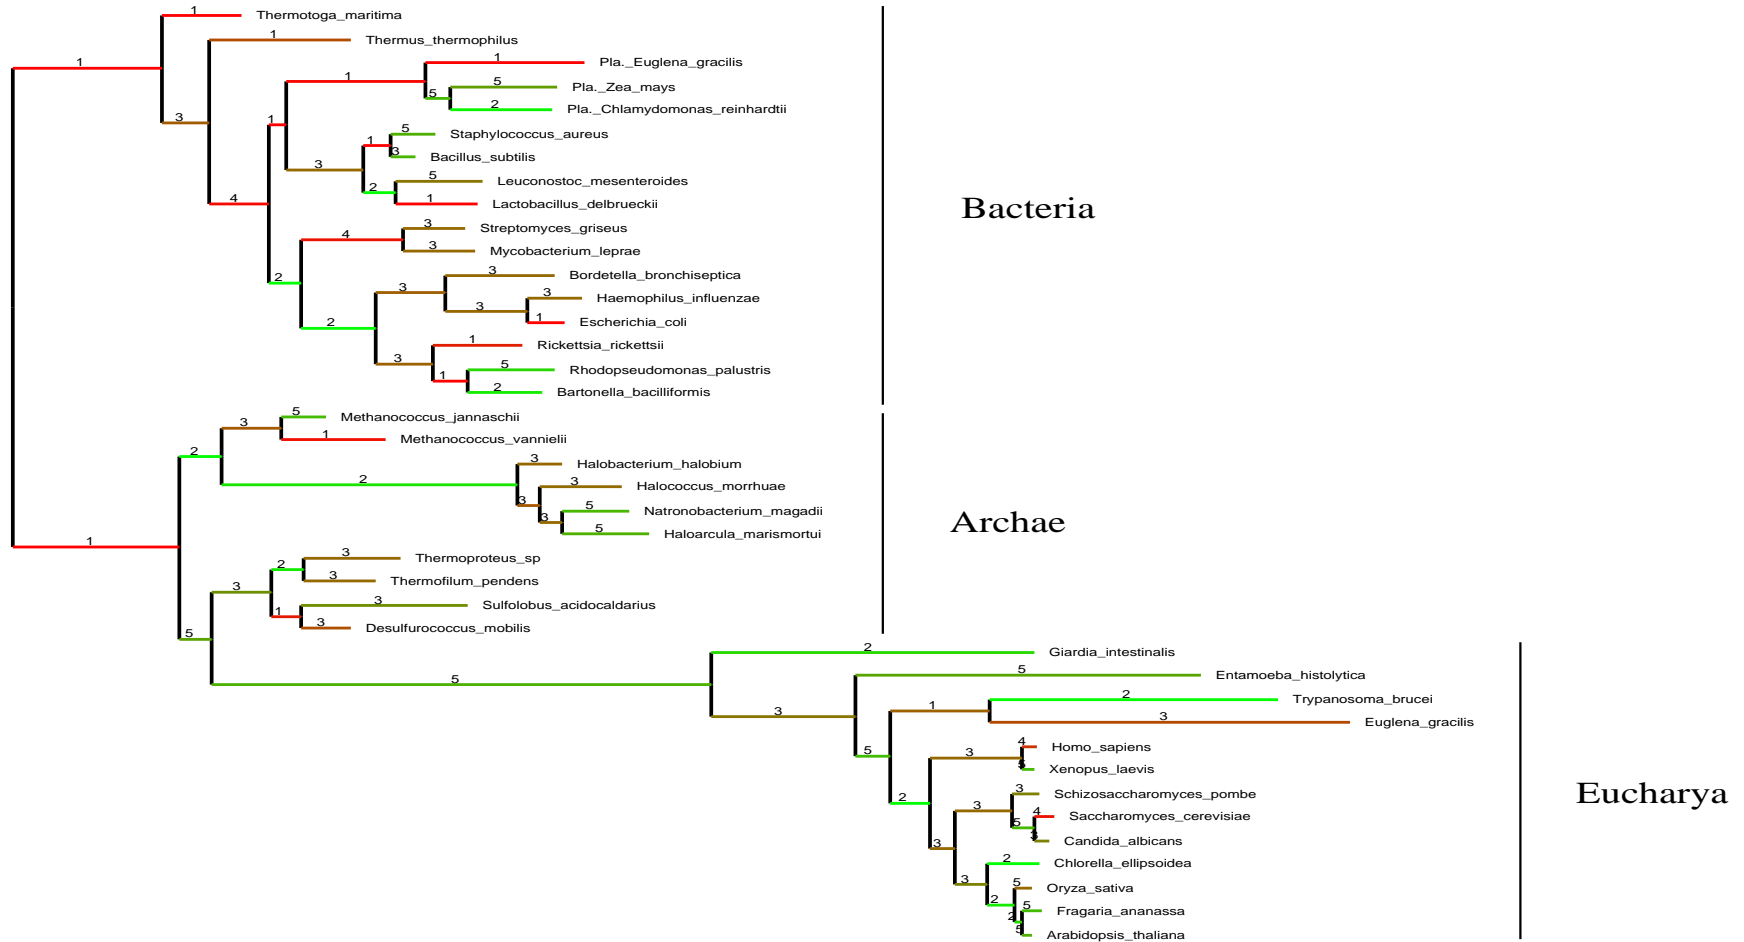 1
Thermotoga_maritima
1
Thermus_thermophilus
1
Pla._Euglena_gracilis
1
1
5
Pla._Zea_mays
5
2
Pla._Chlamydomonas_reinhardtii
3
1
5
Staphylococcus_aureus
1
3
Bacillus_subtilis
3
5
Leuconostoc_mesenteroides
2
4
1
Lactobacillus_delbrueckii
Bacteria
3
Streptomyces_griseus
4
3
Mycobacterium_leprae
2
3
Bordetella_bronchiseptica
3
3
Haemophilus_influenzae
3
2
1
Escherichia_coli
1
Rickettsia_rickettsii
3
5
Rhodopseudomonas_palustris
1
2
Bartonella_bacilliformis
5
Methanococcus_jannaschii
3
1
Methanococcus_vannielii
2
3
Halobacterium_halobium
2
3
Halococcus_morrhuae
3
5
Natronobacterium_magadii
3
Archae
5
Haloarcula_marismortui
1
3
Thermoproteus_sp
2
3
Thermofilum_pendens
3
3
Sulfolobus_acidocaldarius
1
3
Desulfurococcus_mobilis
5
2
Giardia_intestinalis
5
Entamoeba_histolytica
5
2
Trypanosoma_brucei
1
3
3
Euglena_gracilis
4
Homo_sapiens
5
3
5
Xenopus_laevis
3
Schizosaccharomyces_pombe
Eucharya
2
3
4
Saccharomyces_cerevisiae
5
3
Candida_albicans
3
2
Chlorella_ellipsoidea
3
5
Oryza_sativa
2
5
Fragaria_ananassa
2
5
Arabidopsis_thaliana